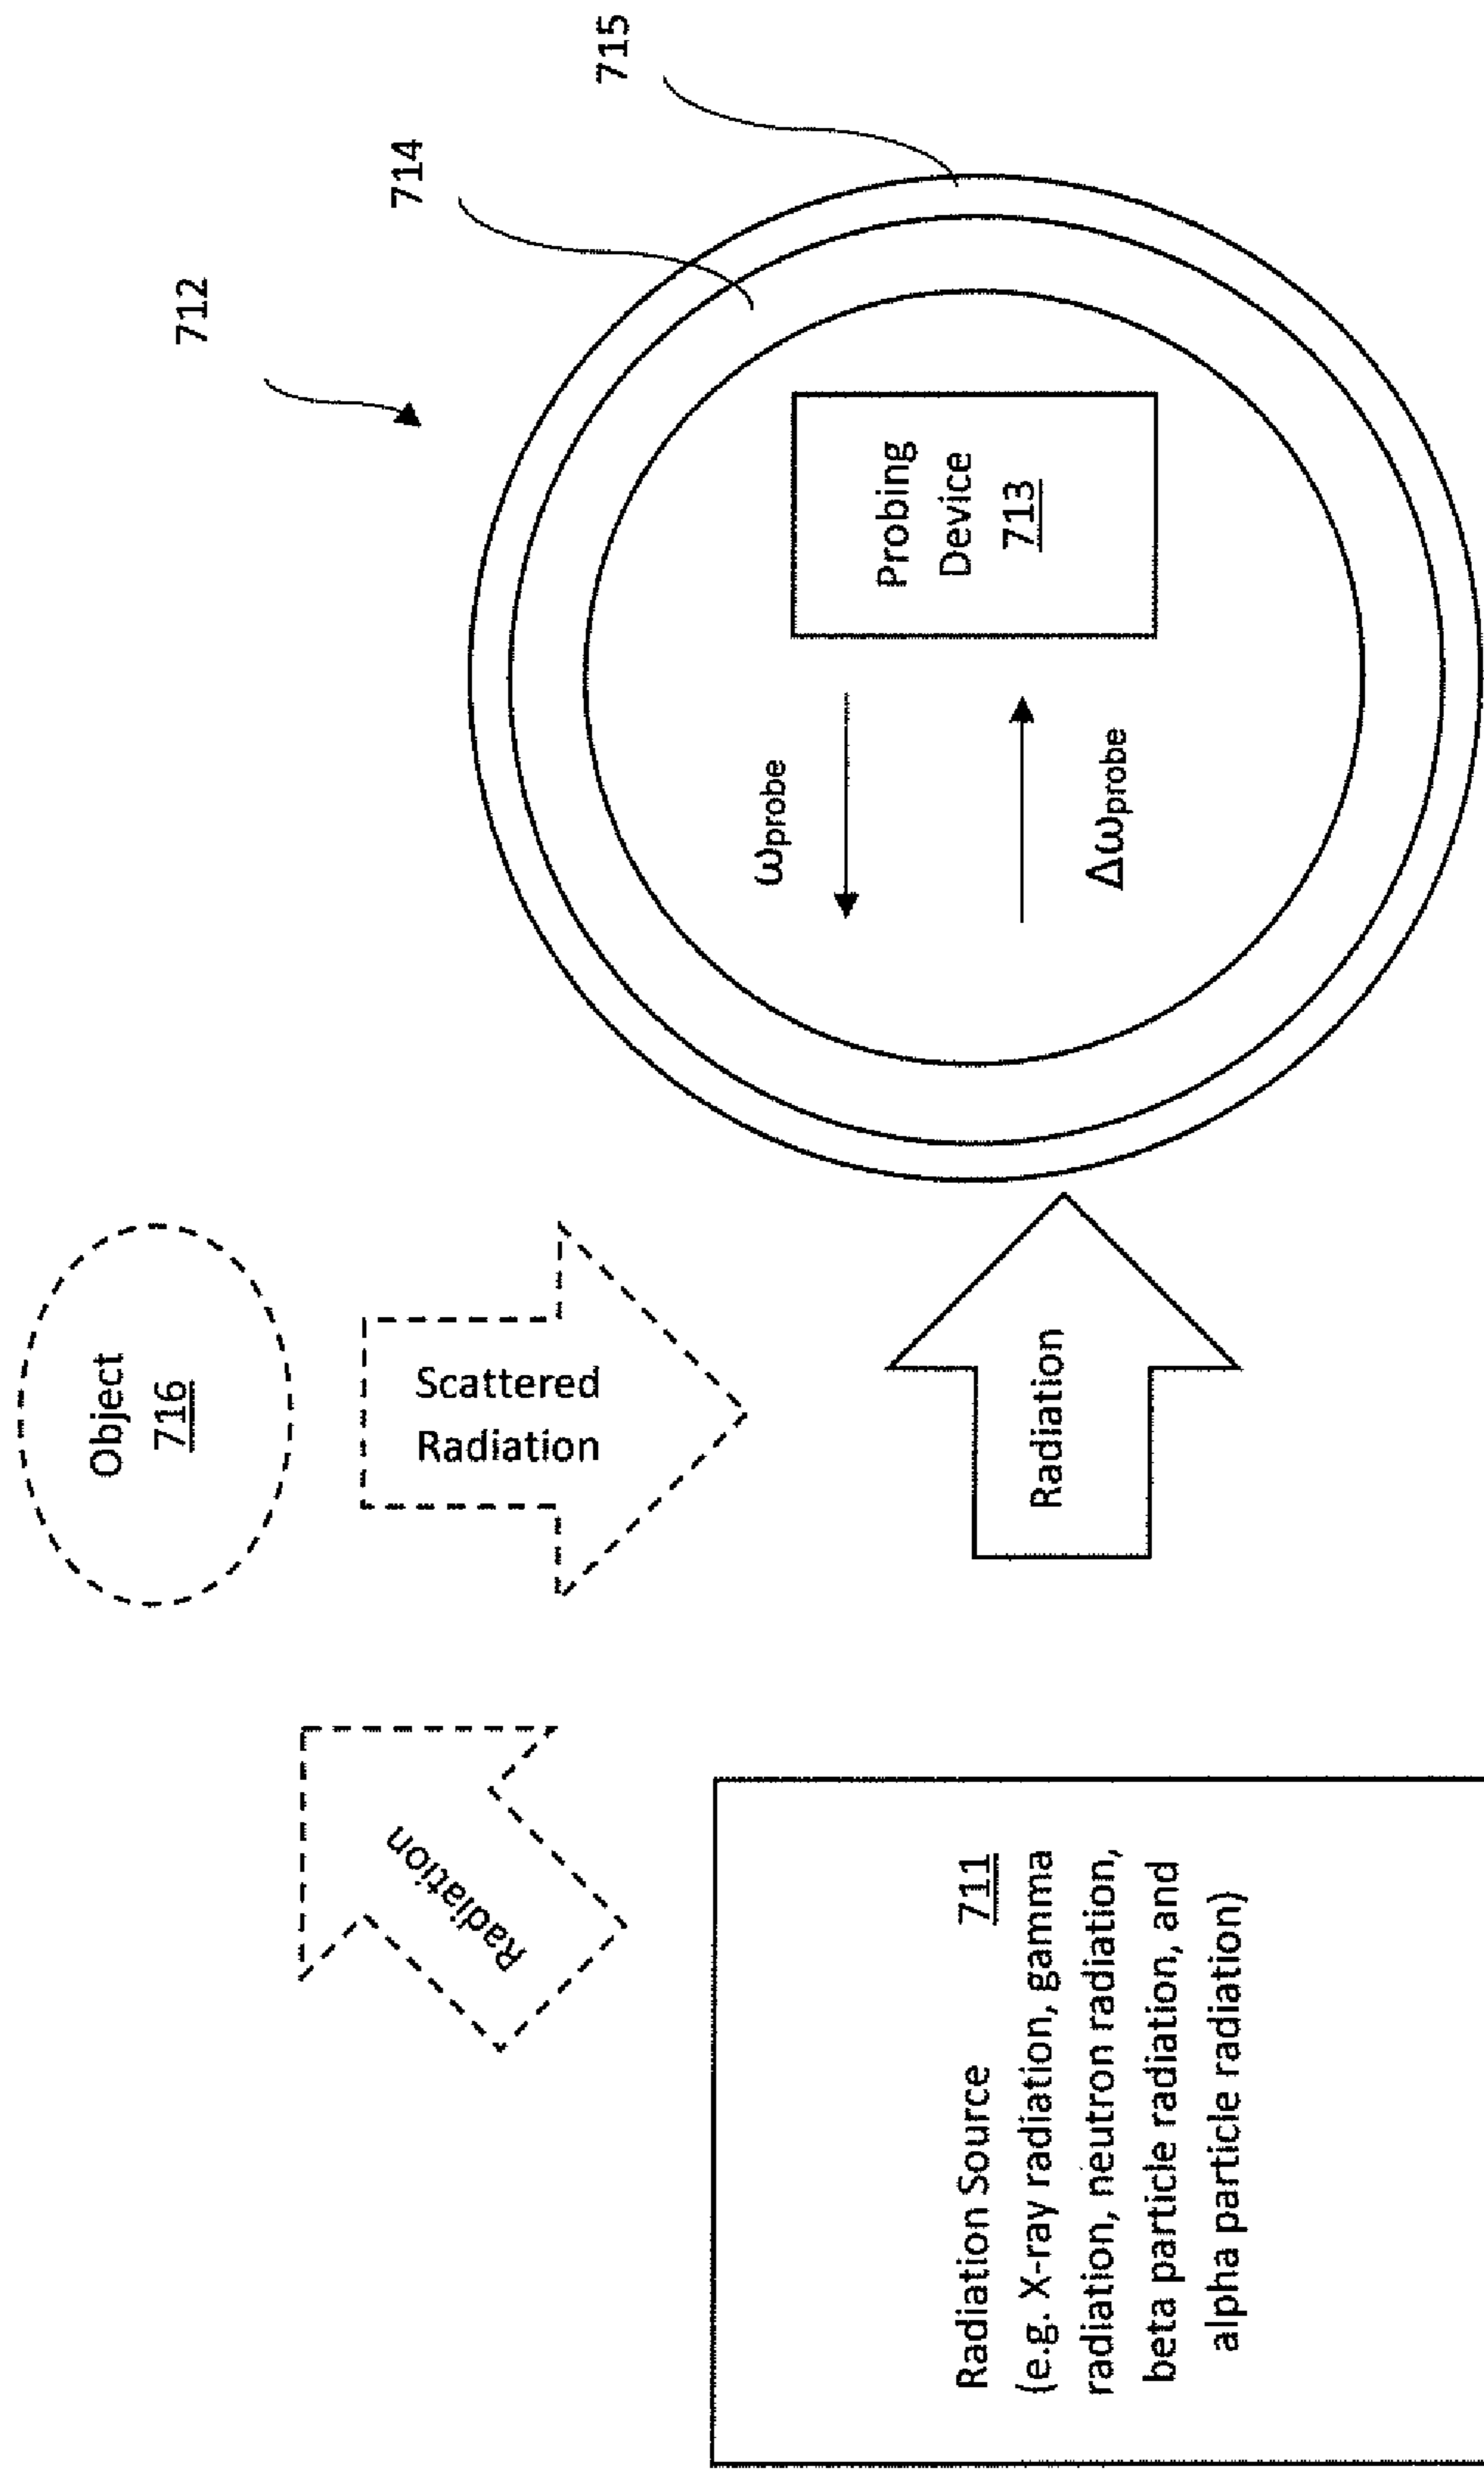 Object
716
Scattered
Radiation
Radiation
Radiation
Radiation Source 711
(e.g. X-ray radiation, gamma
radiation, neutron radiation,
beta particle radiation, and
alpha particle radiation)
712
714
715
ωprobe
Δωprobe
Probing
Device
713